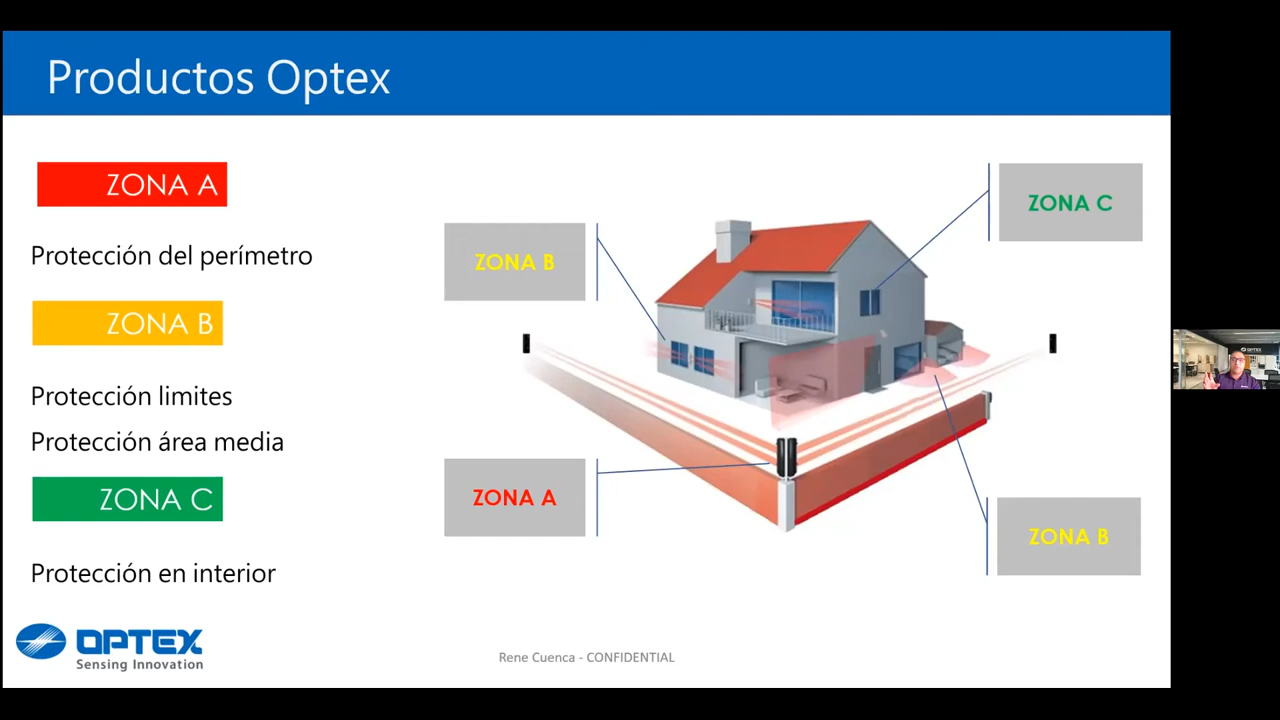 Productos Optex
ZONA A
Protección del perímetro
ZONA B
Protección limites
Protección área media
ZONA C
Protección en interior
ZONA B
ZONA C
ZONA A
ZONA B
OPTEX
Sensing Innovation
Rene Cuenca - CONFIDENTIAL
OPTEX